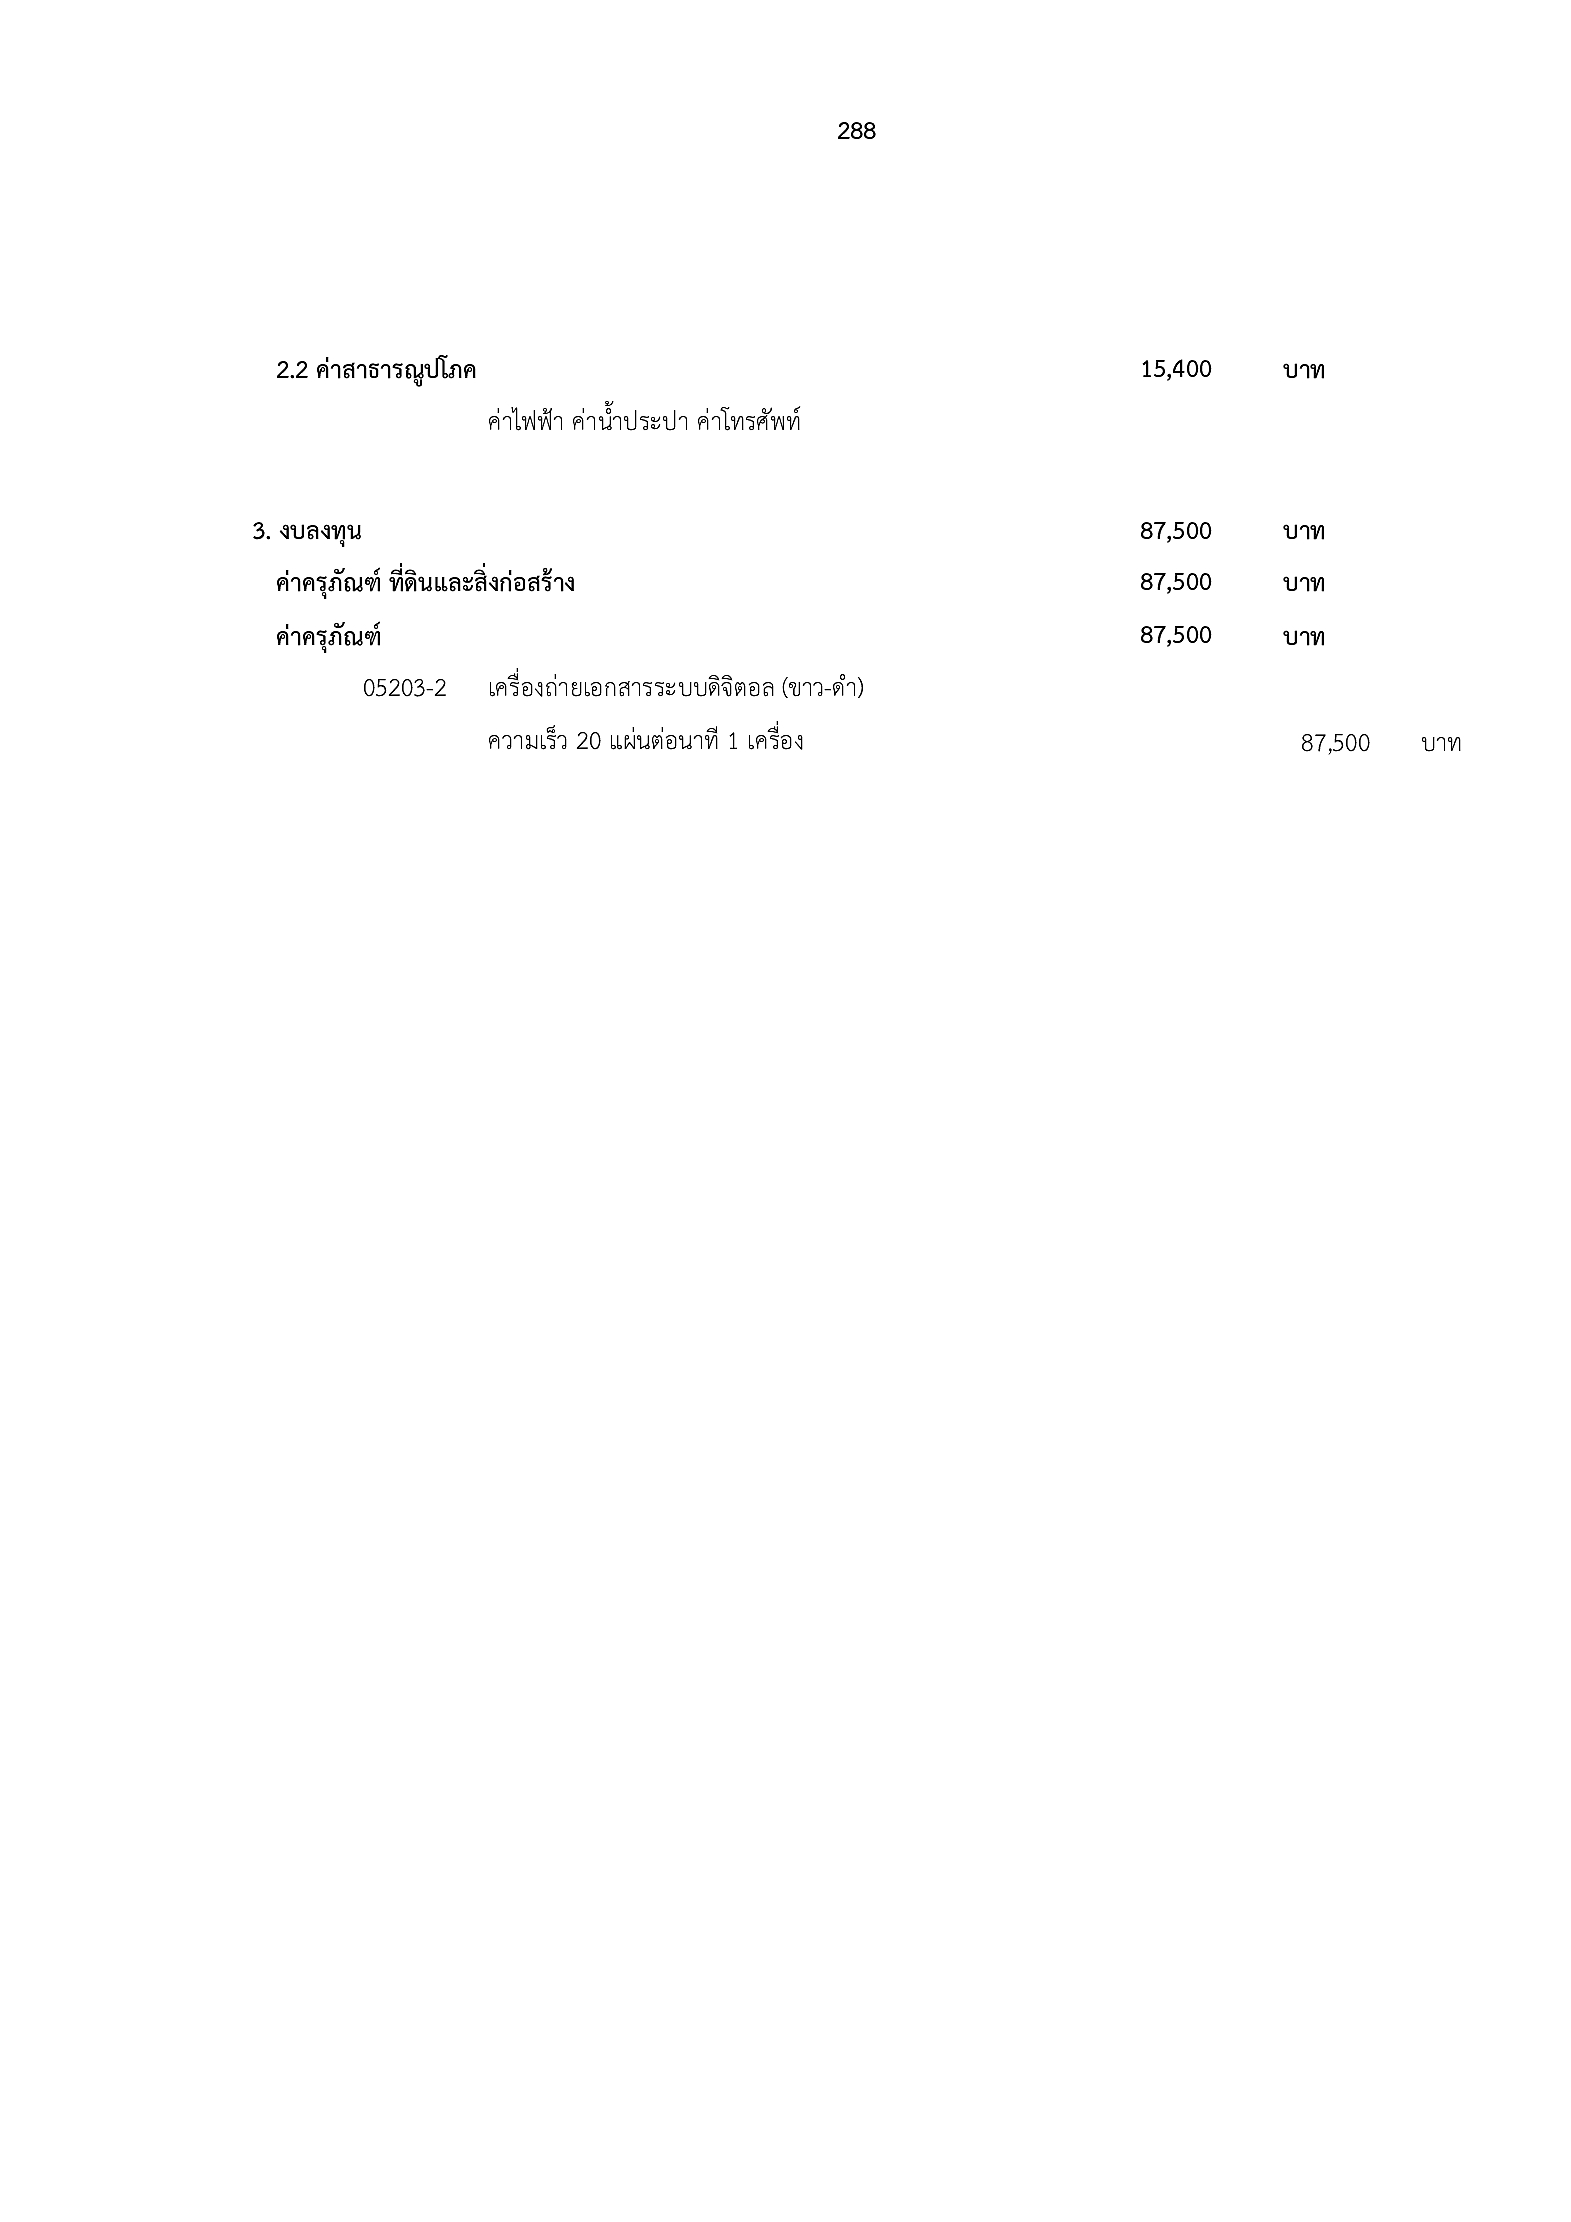 288
2.2 ค่าสาธารณูปโภค 15,400 บาท
ค่าไฟฟ้า ค่าน้ำประปา ค่าโทรศัพท์
3. งบลงทุน 87,500 บาท
ค่าครุภัณฑ์ ที่ดินและสิ่งก่อสร้าง 87,500 บาท
ค่าครุภัณฑ์ 87,500 บาท
05203-2 เครื่องถ่ายเอกสารระบบดิจิตอล (ขาว-ดำ)
ความเร็ว 20 แผ่นต่อนาที 1 เครื่อง 87,500 บาท